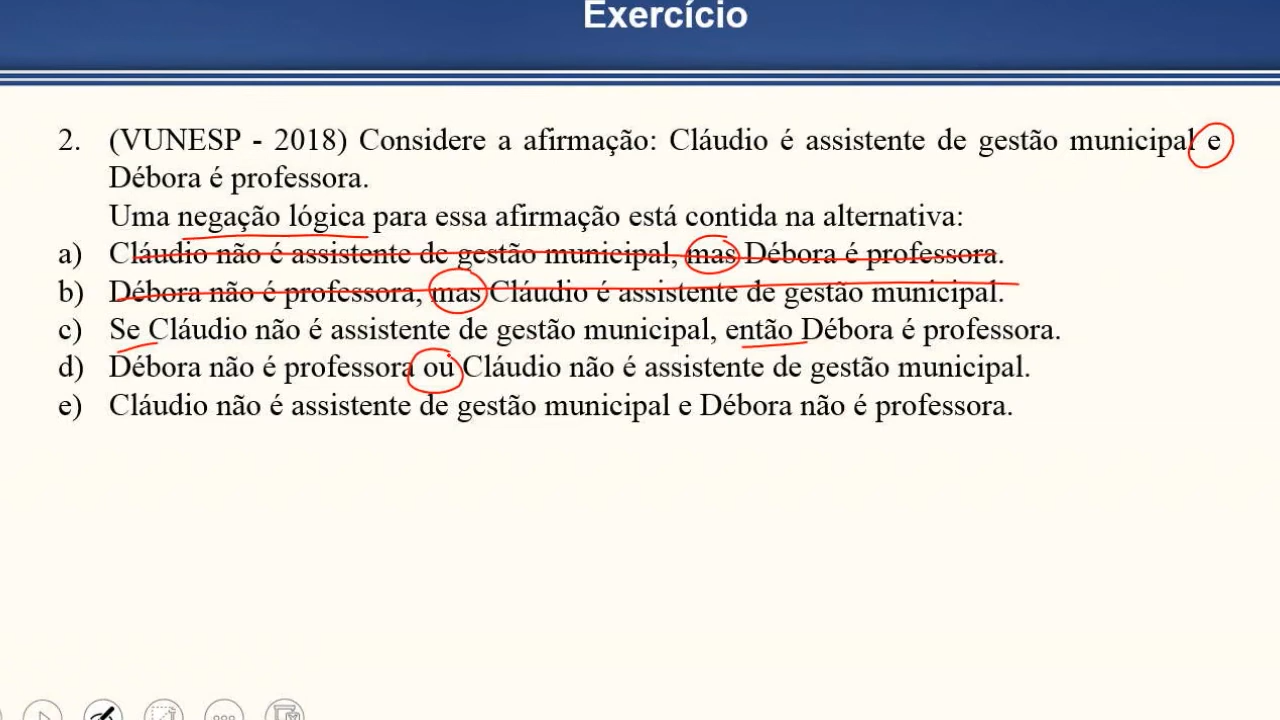 Exercício
2. (VUNESP - 2018) Considere a afirmação: Cláudio é assistente de gestão municipal e
Débora é professora.
Uma negação lógica para essa afirmação está contida na alternativa:
a) Cláudio não é assistente de gestão municipal, mas Débora é professora.
b) Débora não é professora, mas Cláudio é assistente de gestão municipal.
c) Se Cláudio não é assistente de gestão municipal, então Débora é professora.
d) Débora não é professora ou Cláudio não é assistente de gestão municipal.
e) Cláudio não é assistente de gestão municipal e Débora não é professora.